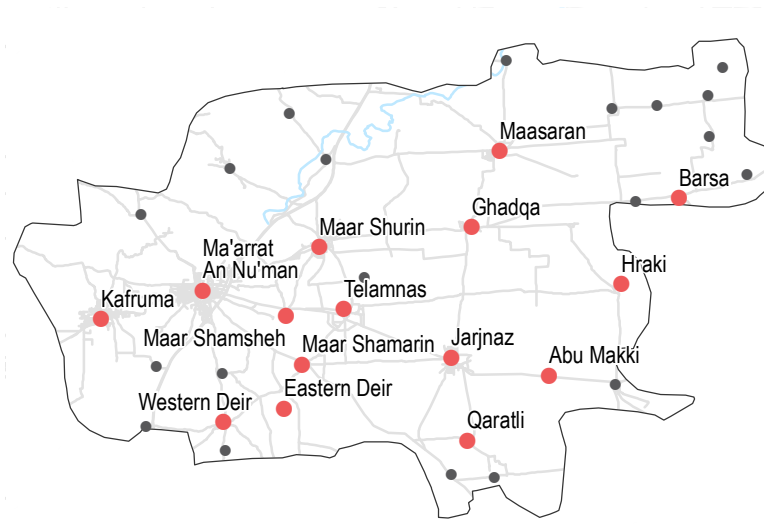 Maasaran
Barsa
Ghadqa
Maar Shurin
Ma'arrat
An Nu'man
Hraki
Kafruma
Telamnas
Maar Shamsheh
Maar Shamarin
Jarjnaz
Abu Makki
Eastern Deir
Western Deir
Qaratli